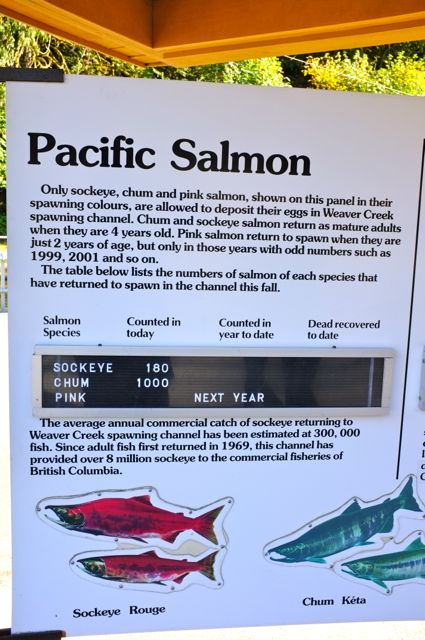 Pacific Salmon
Only sockeye, chum and pink salmon, shown on this panel in their
spawning colours, are allowed to deposit their eggs in Weaver Creek
spawning channel. Chum and sockeye salmon return as mature adults
when they are 4 years old. Pink salmon return to spawn when they are
just 2 years of age, but only in those years with odd numbers such as
1999, 2001 and so on.
The table below lists the numbers of salmon of each species that
have returned to spawn in the channel this fall.
Salmon Species
Counted in today
Counted in year to date
Dead recovered to date
SOCKEYE 180
CHUM 1000
PINK NEXT YEAR
The average annual commercial catch of sockeye returning to
Weaver Creek spawning channel has been estimated at 300, 000
fish. Since adult fish first returned in 1969, this channel has
provided over 8 million sockeye to the commercial fisheries of
British Columbia.
Sockeye Rouge
Chum Kéta